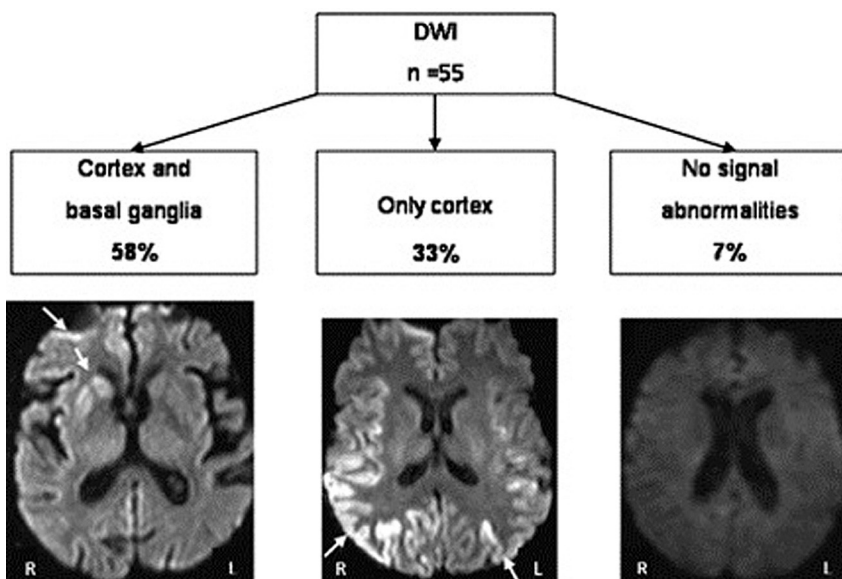 DWI
n =55
Cortex and
basal ganglia
58%
Only cortex
33%
No signal
abnormalities
7%
R L
R L
R L